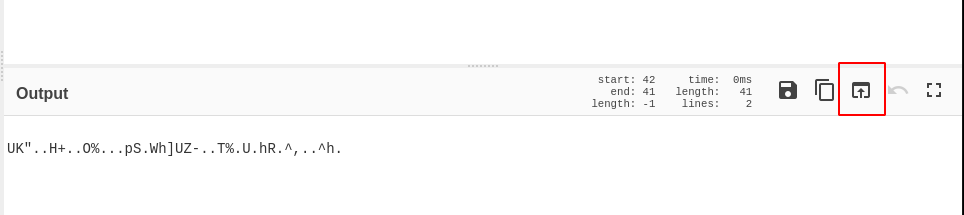 Output
start: 42 time: 0ms
end: 41 length: 41
length: -1 lines: 2
UK"..H+..O%...pS.Wh]UZ-..T%.U.hR.^,..^h.